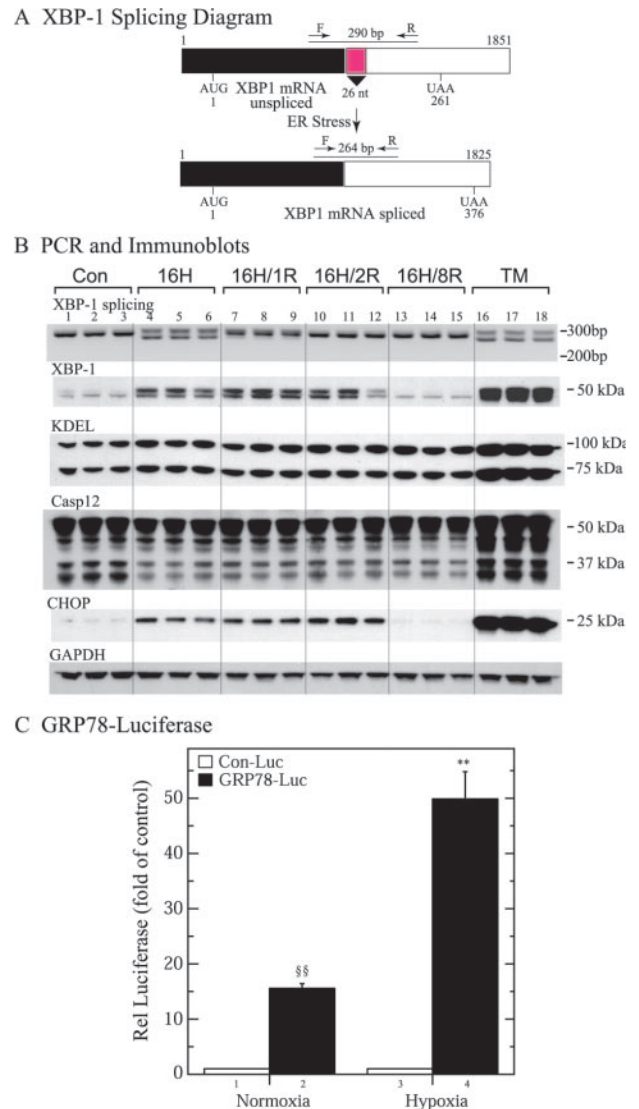 A XBP-1 Splicing Diagram
F 290 bp R
1 1851
AUG XBP1 mRNA 26 nt UAA
1 unspliced 261
ER Stress
F 264 bp R
1 1825
AUG UAA
1 XBP1 mRNA spliced 376
B PCR and Immunoblots
Con 16H 16H/1R 16H/2R 16H/8R TM
XBP-1 splicing
1 2 3 4 5 6 7 8 9 10 11 12 13 14 15 16 17 18
-300bp
-200bp
XBP-1
- 50 kDa
KDEL
-100 kDa
- 75 kDa
Casp12
- 50 kDa
- 37 kDa
CHOP
- 25 kDa
GAPDH
C GRP78-Luciferase
Con-Luc
GRP78-Luc
**
§§
Rel Luciferase (fold of control)
50
40
30
20
10
0
1 2 3 4
Normoxia Hypoxia